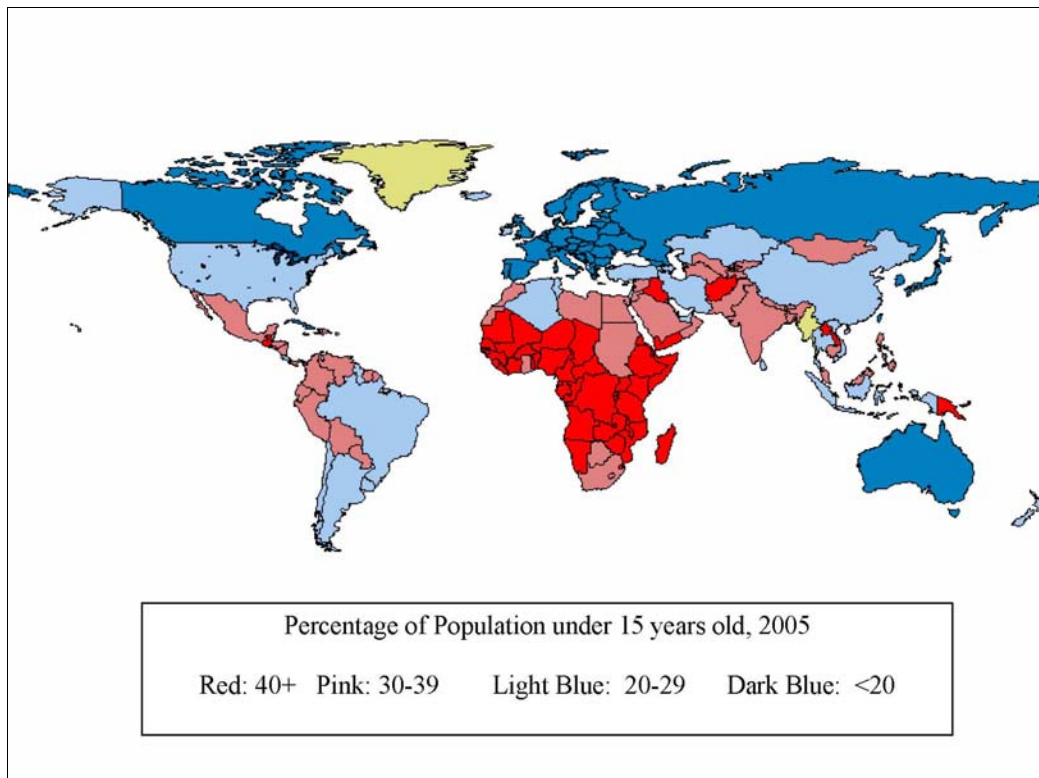 Percentage of Population under 15 years old, 2005
Red: 40+ Pink: 30-39 Light Blue: 20-29 Dark Blue: <20